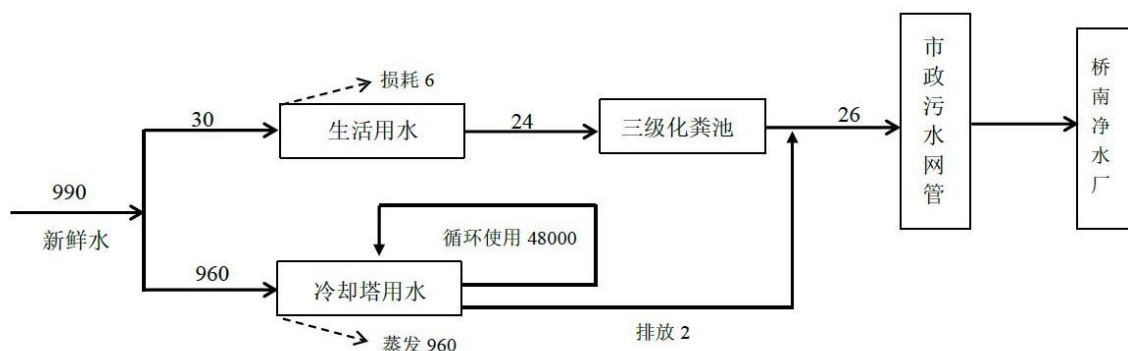 损耗 6
30
生活用水
24
三级化粪池
26
市政污水网管
桥南净水厂
990
新鲜水
循环使用 48000
960
冷却塔用水
排放 2
蒸发 960